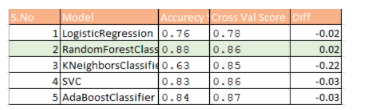 S.No Model Accurecy Cross Val Score Diff
1 LogisticRegression 0.76 0.78 -0.02
2 RandomForestClass 0.88 0.86 0.02
3 KNeighborsClassifie 0.63 0.85 -0.22
4 SVC 0.83 0.86 -0.03
5 AdaBoostClassifier 0.84 0.87 -0.03